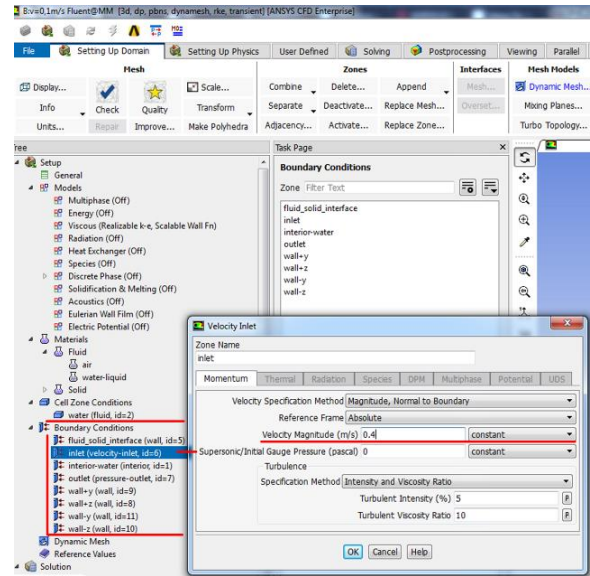 B:v=0,1m/s Fluent@MM [3d, dp, pbns, dynamesh, rke, transient] [ANSYS CFD Enterprise]
File Setting Up Domain Setting Up Physics User Defined Solving Postprocessing Viewing Parallel
Mesh Zones Interfaces Mesh Models
Display... Scale... Combine Delete... Append Mesh... Dynamic Mesh...
Info Check Quality Transform Separate Deactivate... Replace Mesh... Overset... Mixing Planes...
Units... Repair Improve... Make Polyhedra Adjacency... Activate... Replace Zone... Turbo Topology...
ree
Setup
General
Models
Multiphase (Off)
Energy (Off)
Viscous (Realizable k-e, Scalable Wall Fn)
Radiation (Off)
Heat Exchanger (Off)
Species (Off)
Discrete Phase (Off)
Solidification & Melting (Off)
Acoustics (Off)
Eulerian Wall Film (Off)
Electric Potential (Off)
Materials
Fluid
air
water-liquid
Solid
Cell Zone Conditions
water (fluid, id=2)
Boundary Conditions
fluid_solid_interface (wall, id=5)
inlet (velocity-inlet, id=6)
interior-water (interior, id=1)
outlet (pressure-outlet, id=7)
wall+y (wall, id=9)
wall+z (wall, id=8)
wall-y (wall, id=11)
wall-z (wall, id=10)
Dynamic Mesh
Reference Values
Solution
Task Page X
Boundary Conditions
Zone Filter Text
fluid_solid_interface
inlet
interior-water
outlet
wall+y
wall+z
wall-y
wall-z
Velocity Inlet
Zone Name
inlet
Momentum Thermal Radiation Species DPM Multiphase Potential UDS
Velocity Specification Method Magnitude, Normal to Boundary
Reference Frame Absolute
Velocity Magnitude (m/s) 0.4 constant
Supersonic/Initial Gauge Pressure (pascal) 0 constant
Turbulence
Specification Method Intensity and Viscosity Ratio
Turbulent Intensity (%) 5 P
Turbulent Viscosity Ratio 10 P
OK Cancel Help